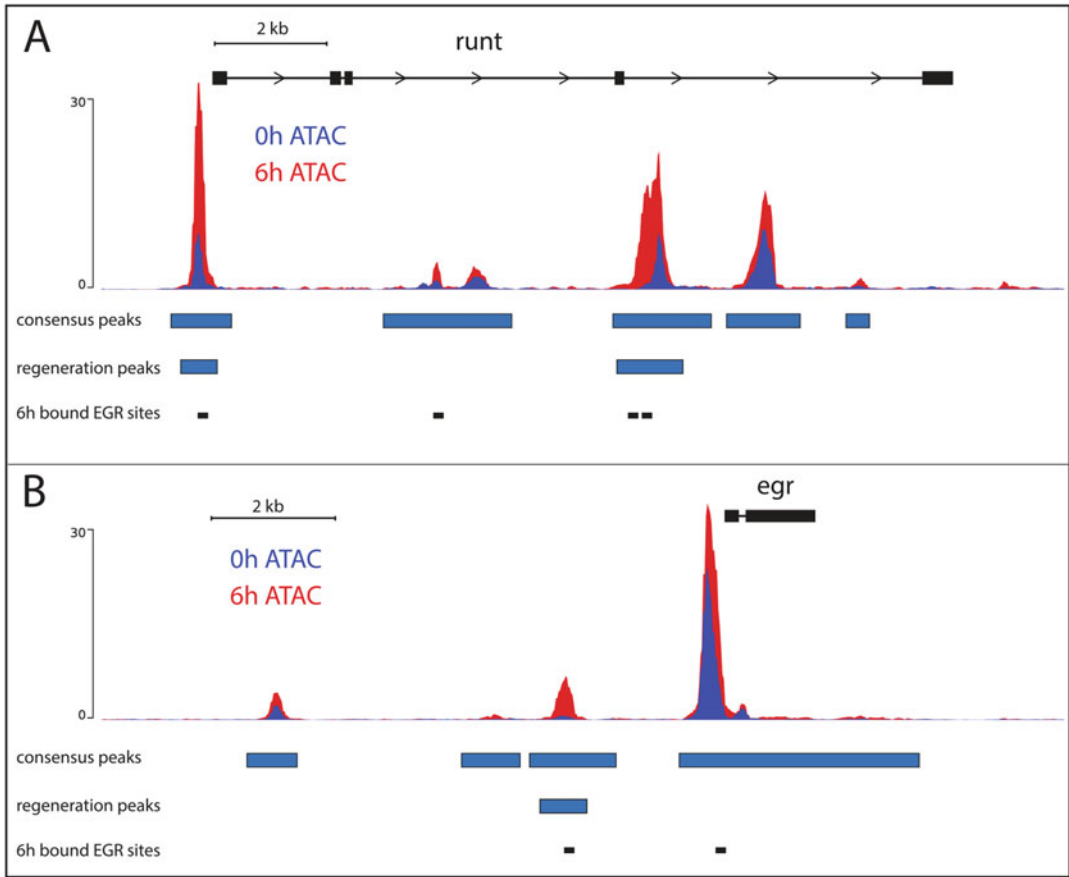 A
2 kb
runt
30
0h ATAC
6h ATAC
0
consensus peaks
regeneration peaks
6h bound EGR sites
B
2 kb
egr
30
0h ATAC
6h ATAC
0
consensus peaks
regeneration peaks
6h bound EGR sites